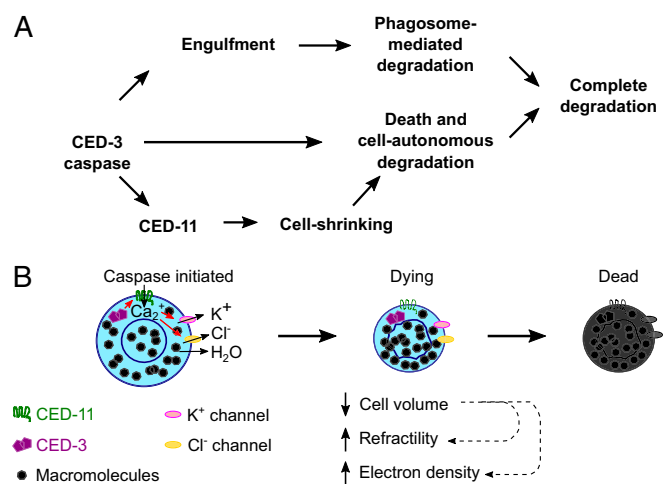 A
Engulfment
Phagosome-
mediated
degradation
Complete
degradation
CED-3
caspase
Death and
cell-autonomous
degradation
CED-11
Cell-shrinking
B
Caspase initiated
Dying
Dead
Ca2+
K+
Cl-
H2O
CED-11
K+ channel
CED-3
Cl- channel
Macromolecules
Cell volume
Refractility
Electron density